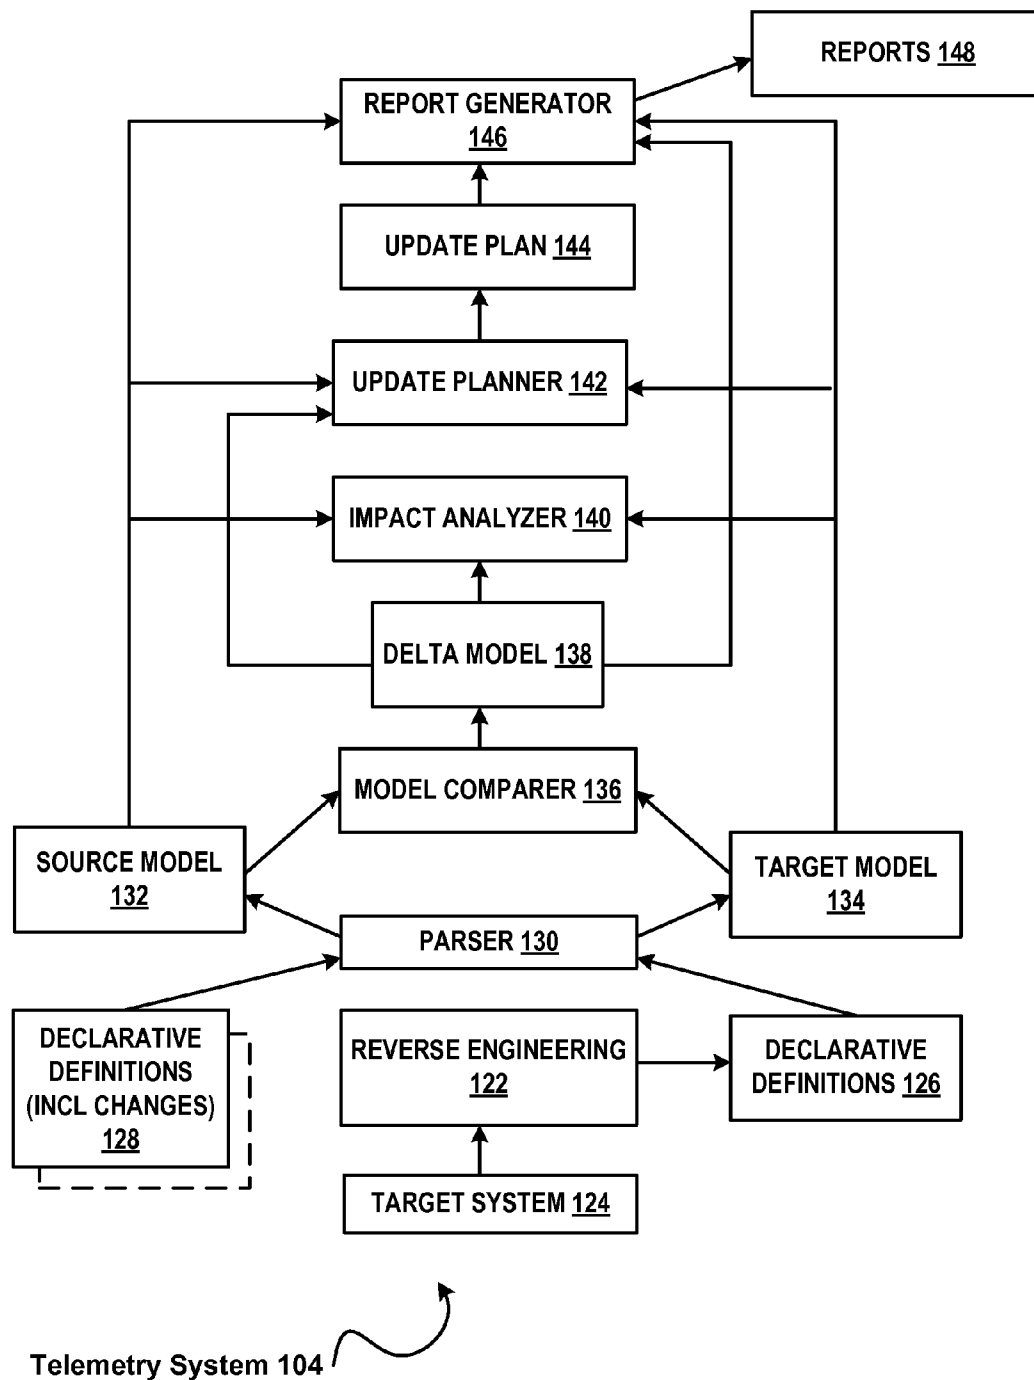 REPORTS 148
REPORT GENERATOR
146
UPDATE PLAN 144
UPDATE PLANNER 142
IMPACT ANALYZER 140
DELTA MODEL 138
MODEL COMPARER 136
SOURCE MODEL
132
TARGET MODEL
134
PARSER 130
DECLARATIVE
DEFINITIONS
(INCL CHANGES)
128
REVERSE ENGINEERING
122
DECLARATIVE
DEFINITIONS 126
TARGET SYSTEM 124
Telemetry System 104